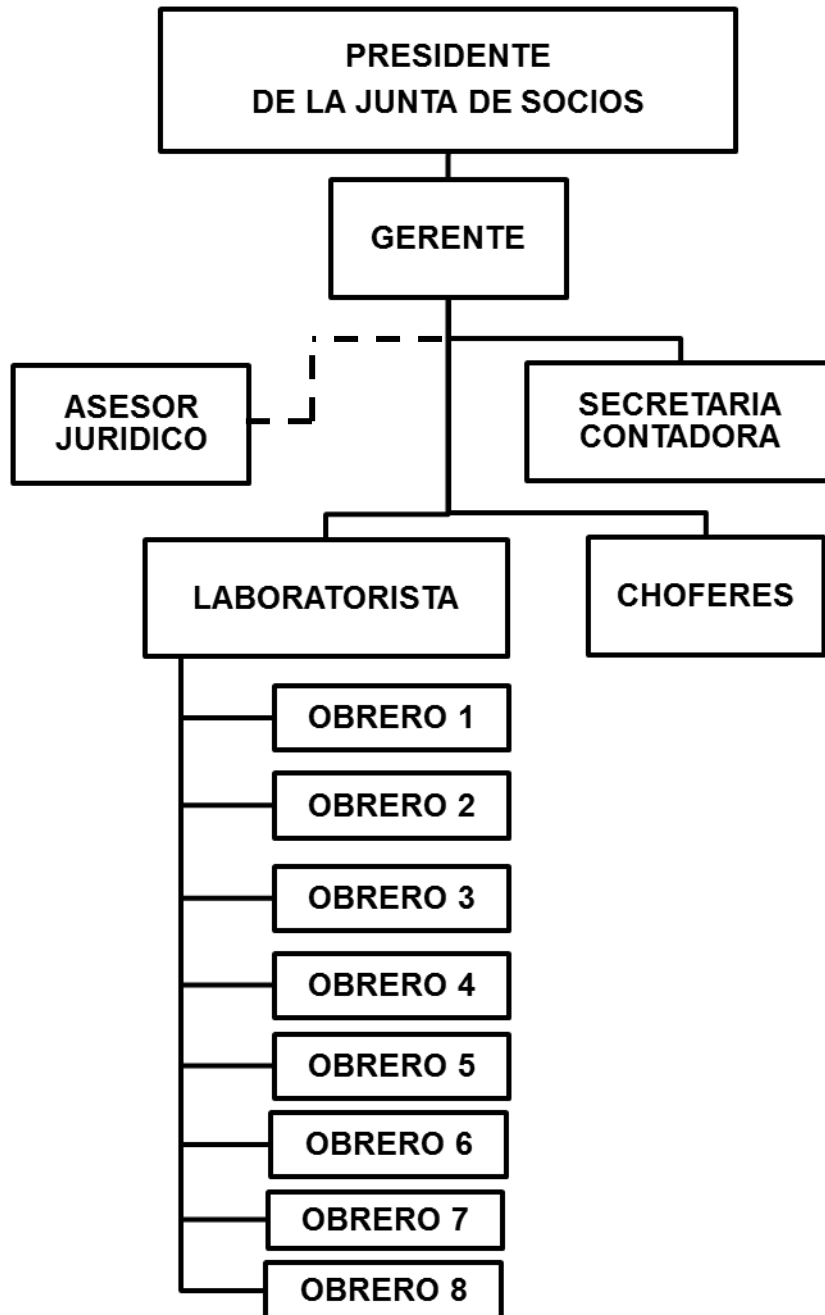 PRESIDENTE
DE LA JUNTA DE SOCIOS
GERENTE
ASESOR
JURIDICO
SECRETARIA
CONTADORA
LABORATORISTA
CHOFERES
OBRERO 1
OBRERO 2
OBRERO 3
OBRERO 4
OBRERO 5
OBRERO 6
OBRERO 7
OBRERO 8